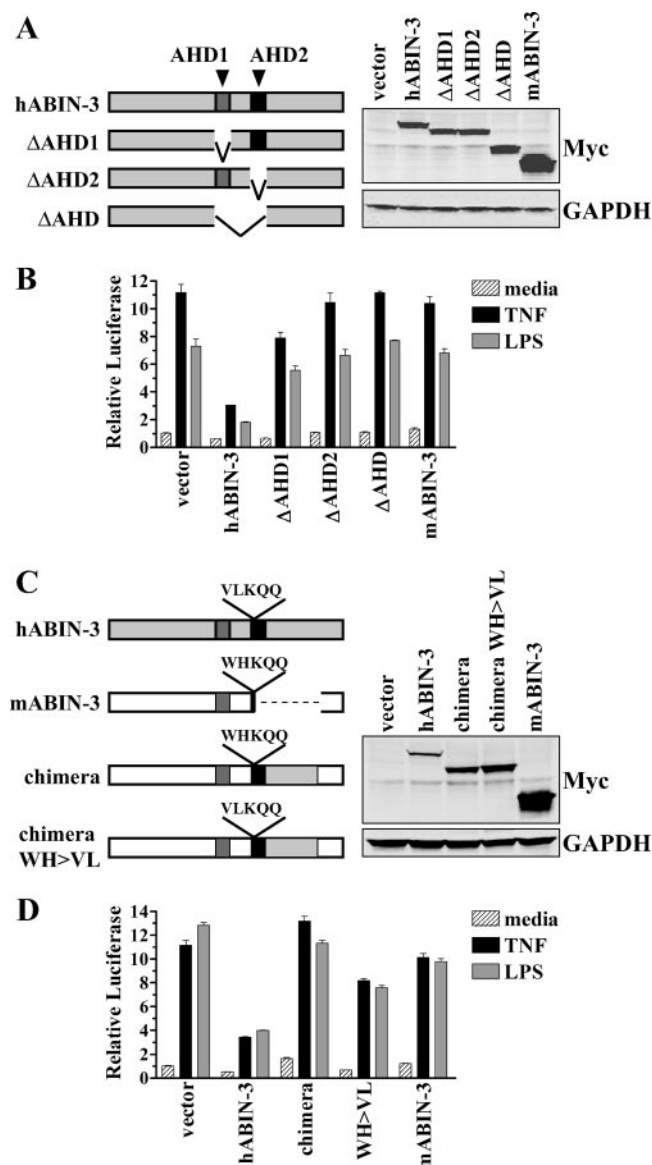 A
AHD1 AHD2
hABIN-3
ΔAHD1
ΔAHD2
ΔAHD
vector
hABIN-3
ΔAHD1
ΔAHD2
ΔAHD
mABIN-3
Myc
GAPDH
B
Relative Luciferase
12
10
8
6
4
2
0
media
TNF
LPS
vector
hABIN-3
Δ AHD1
Δ AHD2
Δ AHD
mABIN-3
C
VLKQQ
hABIN-3
WHKQQ
mABIN-3
WHKQQ
chimera
VLKQQ
chimera
WH>VL
vector
hABIN-3
chimera
chimera WH>VL
mABIN-3
Myc
GAPDH
D
Relative Luciferase
14
12
10
8
6
4
2
0
media
TNF
LPS
vector
hABIN-3
chimera
WH>VL
mABIN-3